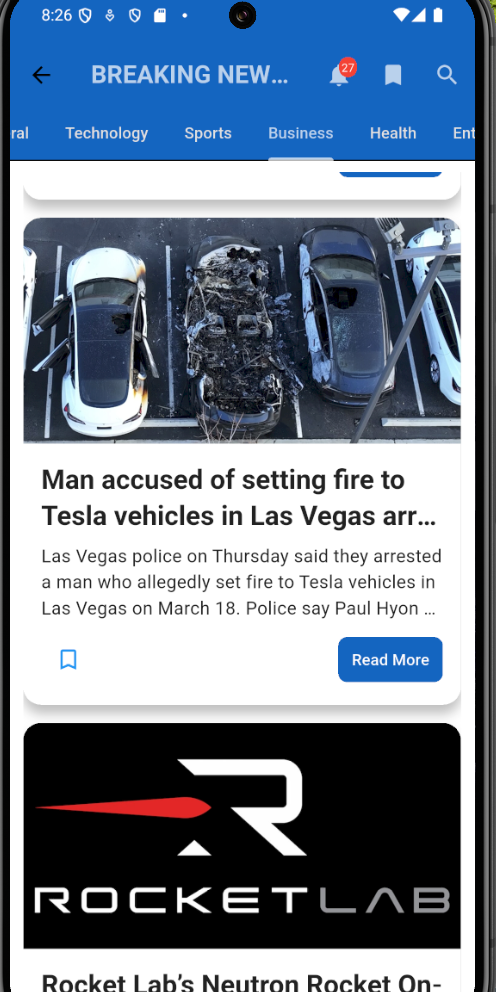 8:26
BREAKING NEW...
27
ral Technology Sports Business Health Ent
Man accused of setting fire to
Tesla vehicles in Las Vegas arr...
Las Vegas police on Thursday said they arrested
a man who allegedly set fire to Tesla vehicles in
Las Vegas on March 18. Police say Paul Hyon ...
Read More
ROCKETLAB
Rocket Lab's Neutron Rocket On-